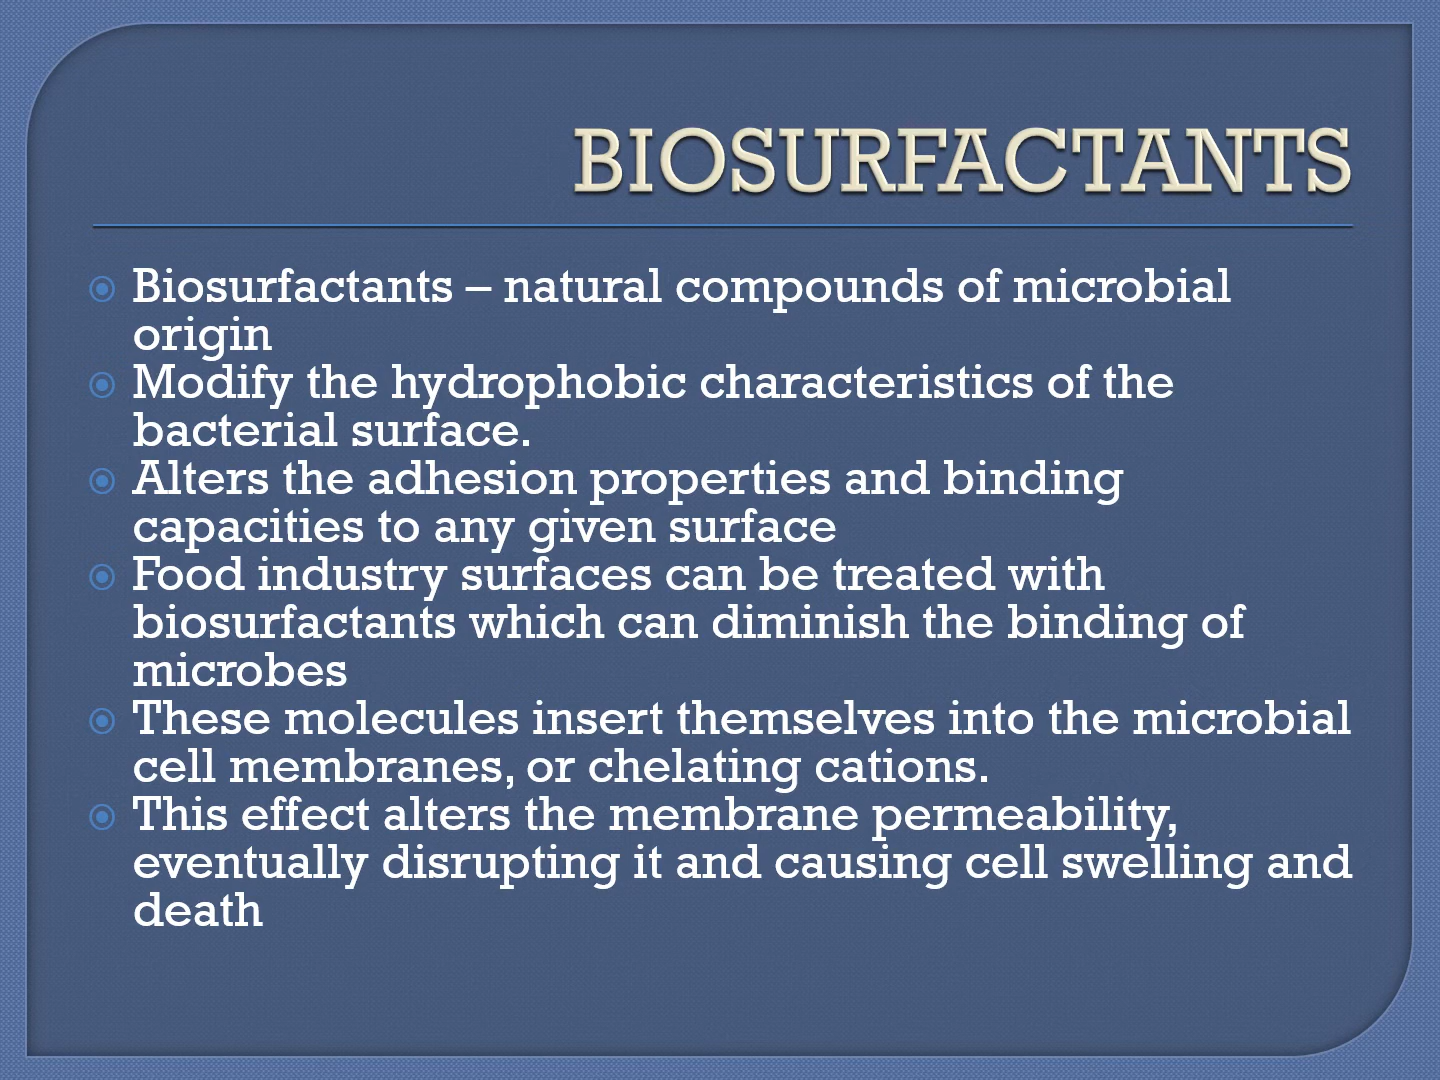 BIOSURFACTANTS
Biosurfactants – natural compounds of microbial
origin
Modify the hydrophobic characteristics of the
bacterial surface.
Alters the adhesion properties and binding
capacities to any given surface
Food industry surfaces can be treated with
biosurfactants which can diminish the binding of
microbes
These molecules insert themselves into the microbial
cell membranes, or chelating cations.
This effect alters the membrane permeability,
eventually disrupting it and causing cell swelling and
death